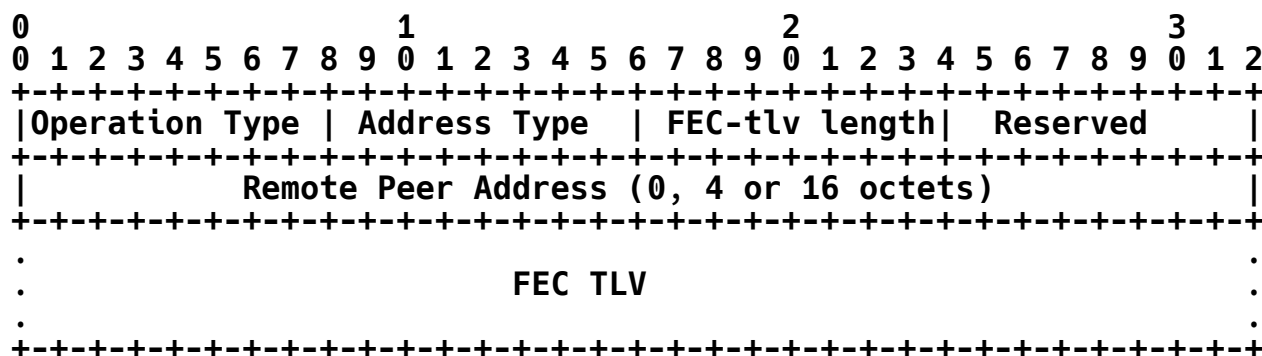 0                   1                   2                   3
0 1 2 3 4 5 6 7 8 9 0 1 2 3 4 5 6 7 8 9 0 1 2 3 4 5 6 7 8 9 0 1 2
+-+-+-+-+-+-+-+-+-+-+-+-+-+-+-+-+-+-+-+-+-+-+-+-+-+-+-+-+-+-+-+-+
|Operation Type | Address Type  | FEC-tlv length|  Reserved     |
+-+-+-+-+-+-+-+-+-+-+-+-+-+-+-+-+-+-+-+-+-+-+-+-+-+-+-+-+-+-+-+-+
|           Remote Peer Address (0, 4 or 16 octets)             |
+-+-+-+-+-+-+-+-+-+-+-+-+-+-+-+-+-+-+-+-+-+-+-+-+-+-+-+-+-+-+-+-+
.                                                               .
.                         FEC TLV                               .
.                                                               .
+-+-+-+-+-+-+-+-+-+-+-+-+-+-+-+-+-+-+-+-+-+-+-+-+-+-+-+-+-+-+-+-+